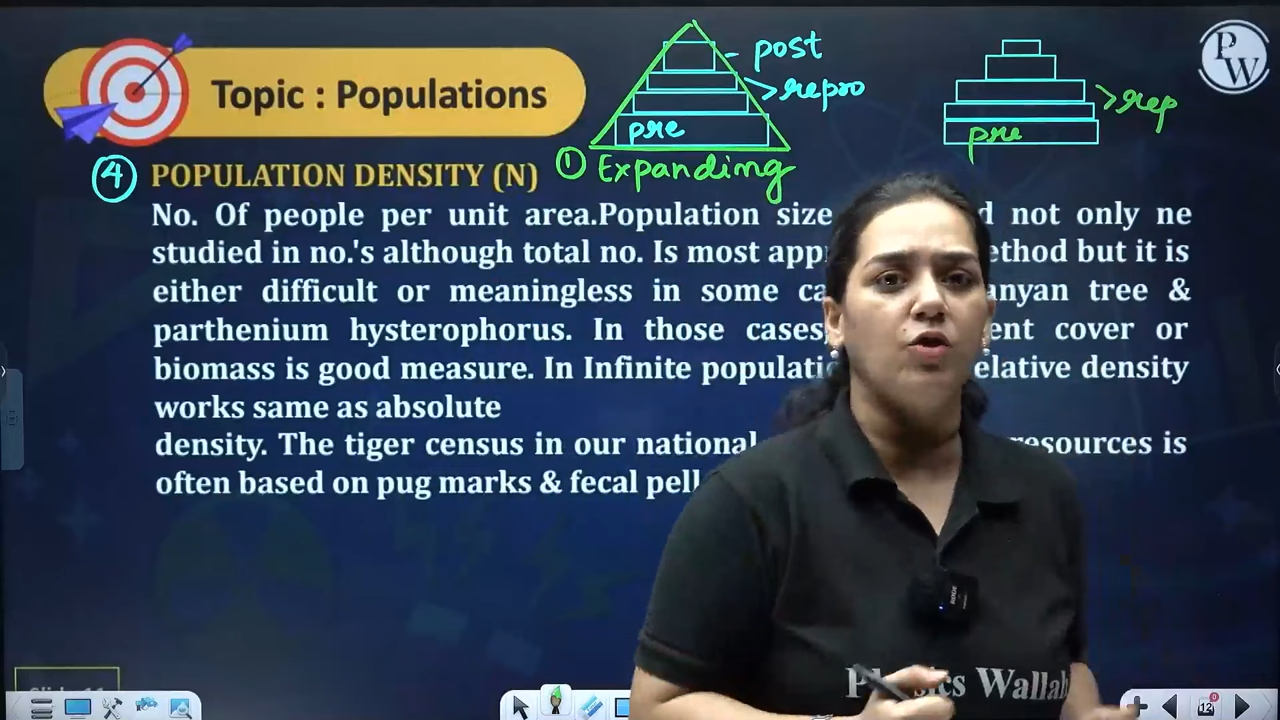 post
repro
pre
① Expanding
rep
pre
PW
Topic : Populations
④ POPULATION DENSITY (N)
No. Of people per unit area.Population size d not only ne
studied in no.'s although total no. Is most app ethod but it is
either difficult or meaningless in some ca anyan tree &
parthenium hysterophorus. In those cases, ent cover or
biomass is good measure. In Infinite populati elative density
works same as absolute
density. The tiger census in our national resources is
often based on pug marks & fecal pell
Physics Wallah
12